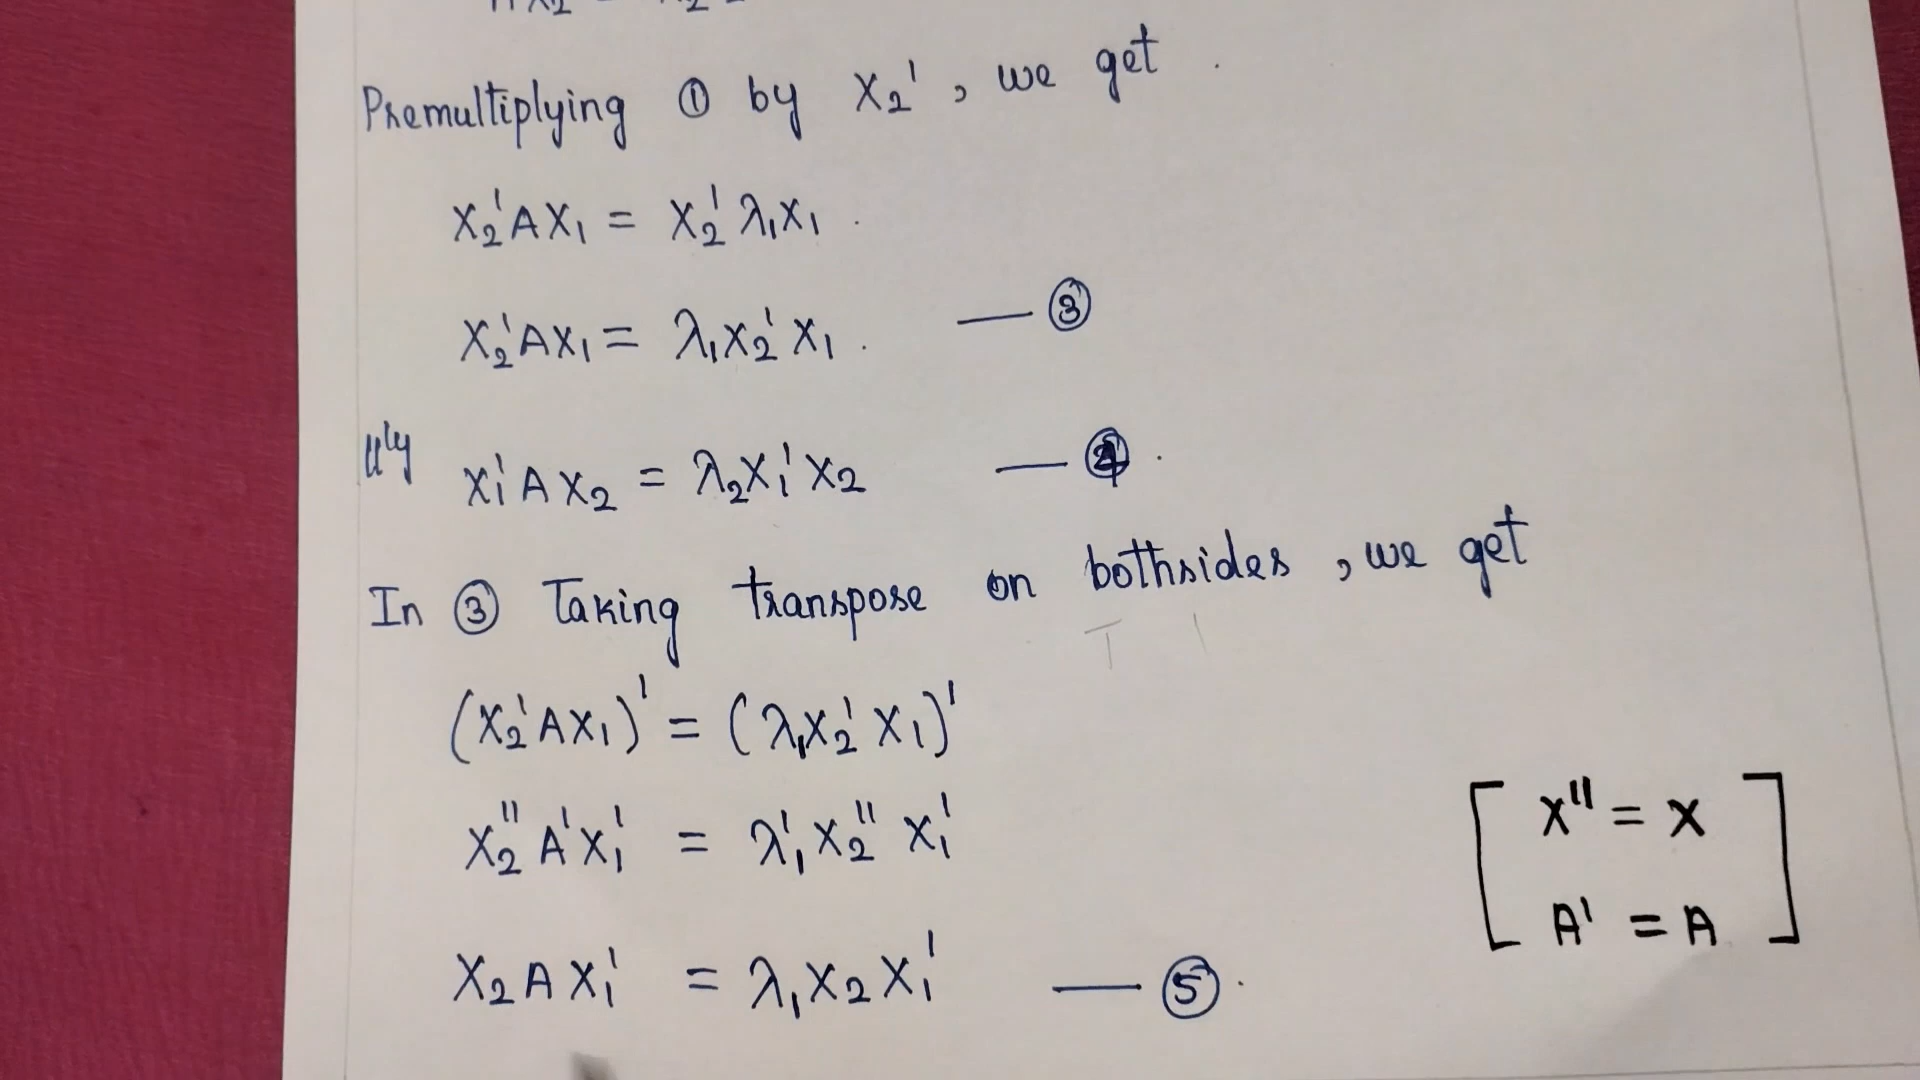 Premultiplying ① by X₂', we get.
X₂'AX₁ = X₂'λ₁X₁.
X₂'AX₁ = λ₁X₂'X₁. — ③
lll'ly X₁'AX₂ = λ₂X₁'X₂ — ④.
In ③ Taking transpose on bothsides, we get
(X₂'AX₁)' = (λ₁X₂'X₁)'
X₂''A'X₁' = λ₁'X₂''X₁'
[X'' = X
A' = A]
X₂AX₁' = λ₁X₂X₁' — ⑤.